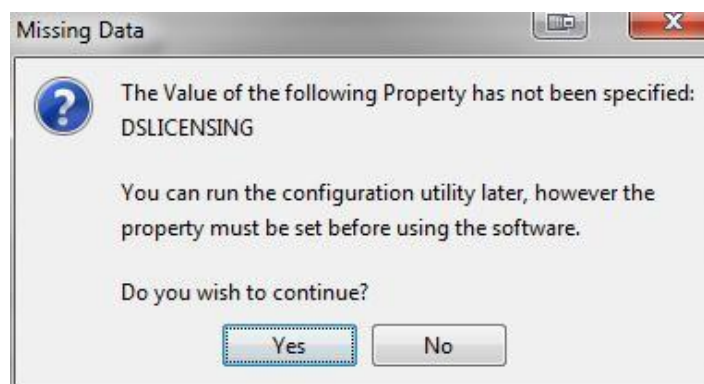 Missing Data
The Value of the following Property has not been specified:
DSLICENSING
You can run the configuration utility later, however the
property must be set before using the software.
Do you wish to continue?
Yes No